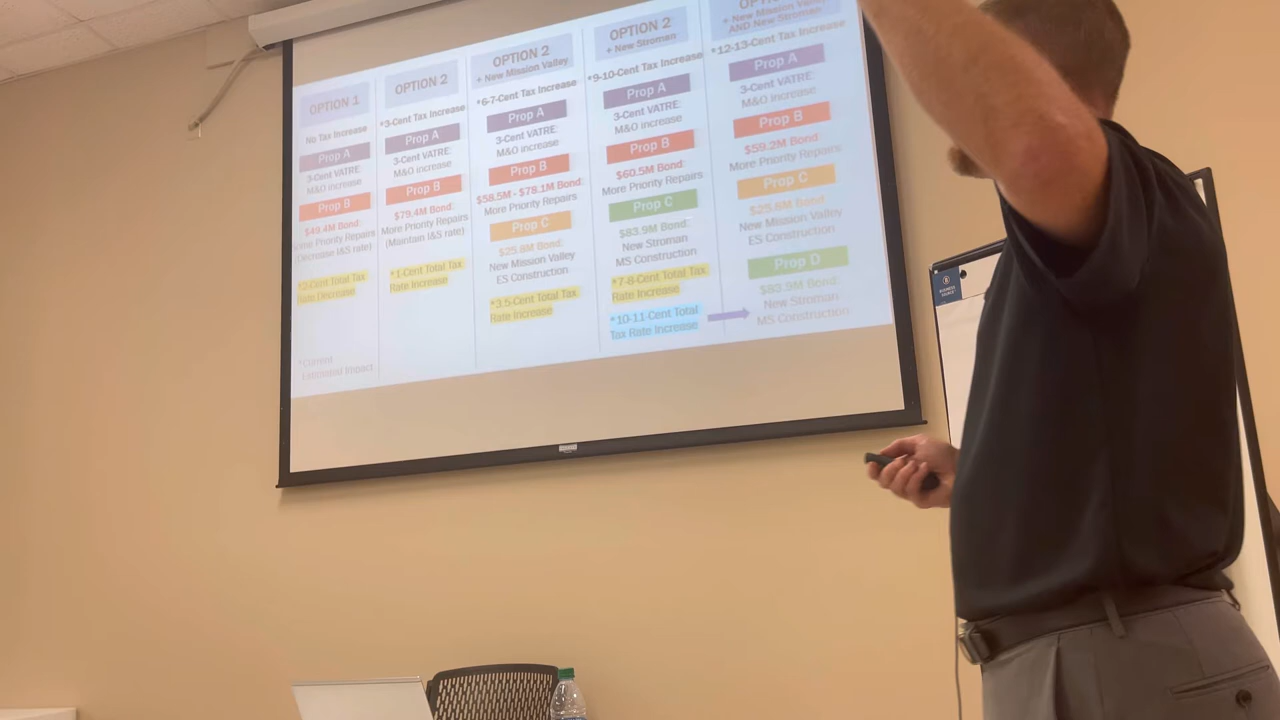 OPTION 1
No Tax Increase
Prop A
3-Cent VATRE:
M&O increase
Prop B
$49.4M Bond:
Priority Repairs
(Decrease I&S rate)
*2-Cent Total Tax
Rate Decrease
*Current
Estimated Impact
OPTION 2
*3-Cent Tax Increase
Prop A
3-Cent VATRE:
M&O increase
Prop B
$79.4M Bond:
More Priority Repairs
(Maintain I&S rate)
*1-Cent Total Tax
Rate Increase
OPTION 2
+ New Mission Valley
*6-7-Cent Tax Increase
Prop A
3-Cent VATRE:
M&O increase
Prop B
$58.5M - $78.1M Bond:
More Priority Repairs
Prop C
$25.8M Bond:
New Mission Valley
ES Construction
*3.5-Cent Total Tax
Rate Increase
OPTION 2
+ New Stroman
*9-10-Cent Tax Increase
Prop A
3-Cent VATRE:
M&O increase
Prop B
$60.5M Bond:
More Priority Repairs
Prop C
$83.9M Bond:
New Stroman
MS Construction
*7-8-Cent Total Tax
Rate Increase
*10-11-Cent Total
Tax Rate Increase
+ New Mission Valley
AND New Stroman
*12-13-Cent Tax Increase
Prop A
3-Cent VATRE:
M&O increase
Prop B
$59.2M Bond:
More Priority Repairs
Prop C
$25.8M Bond:
New Mission Valley
ES Construction
Prop D
$83.9M Bond:
New Stroman
MS Construction